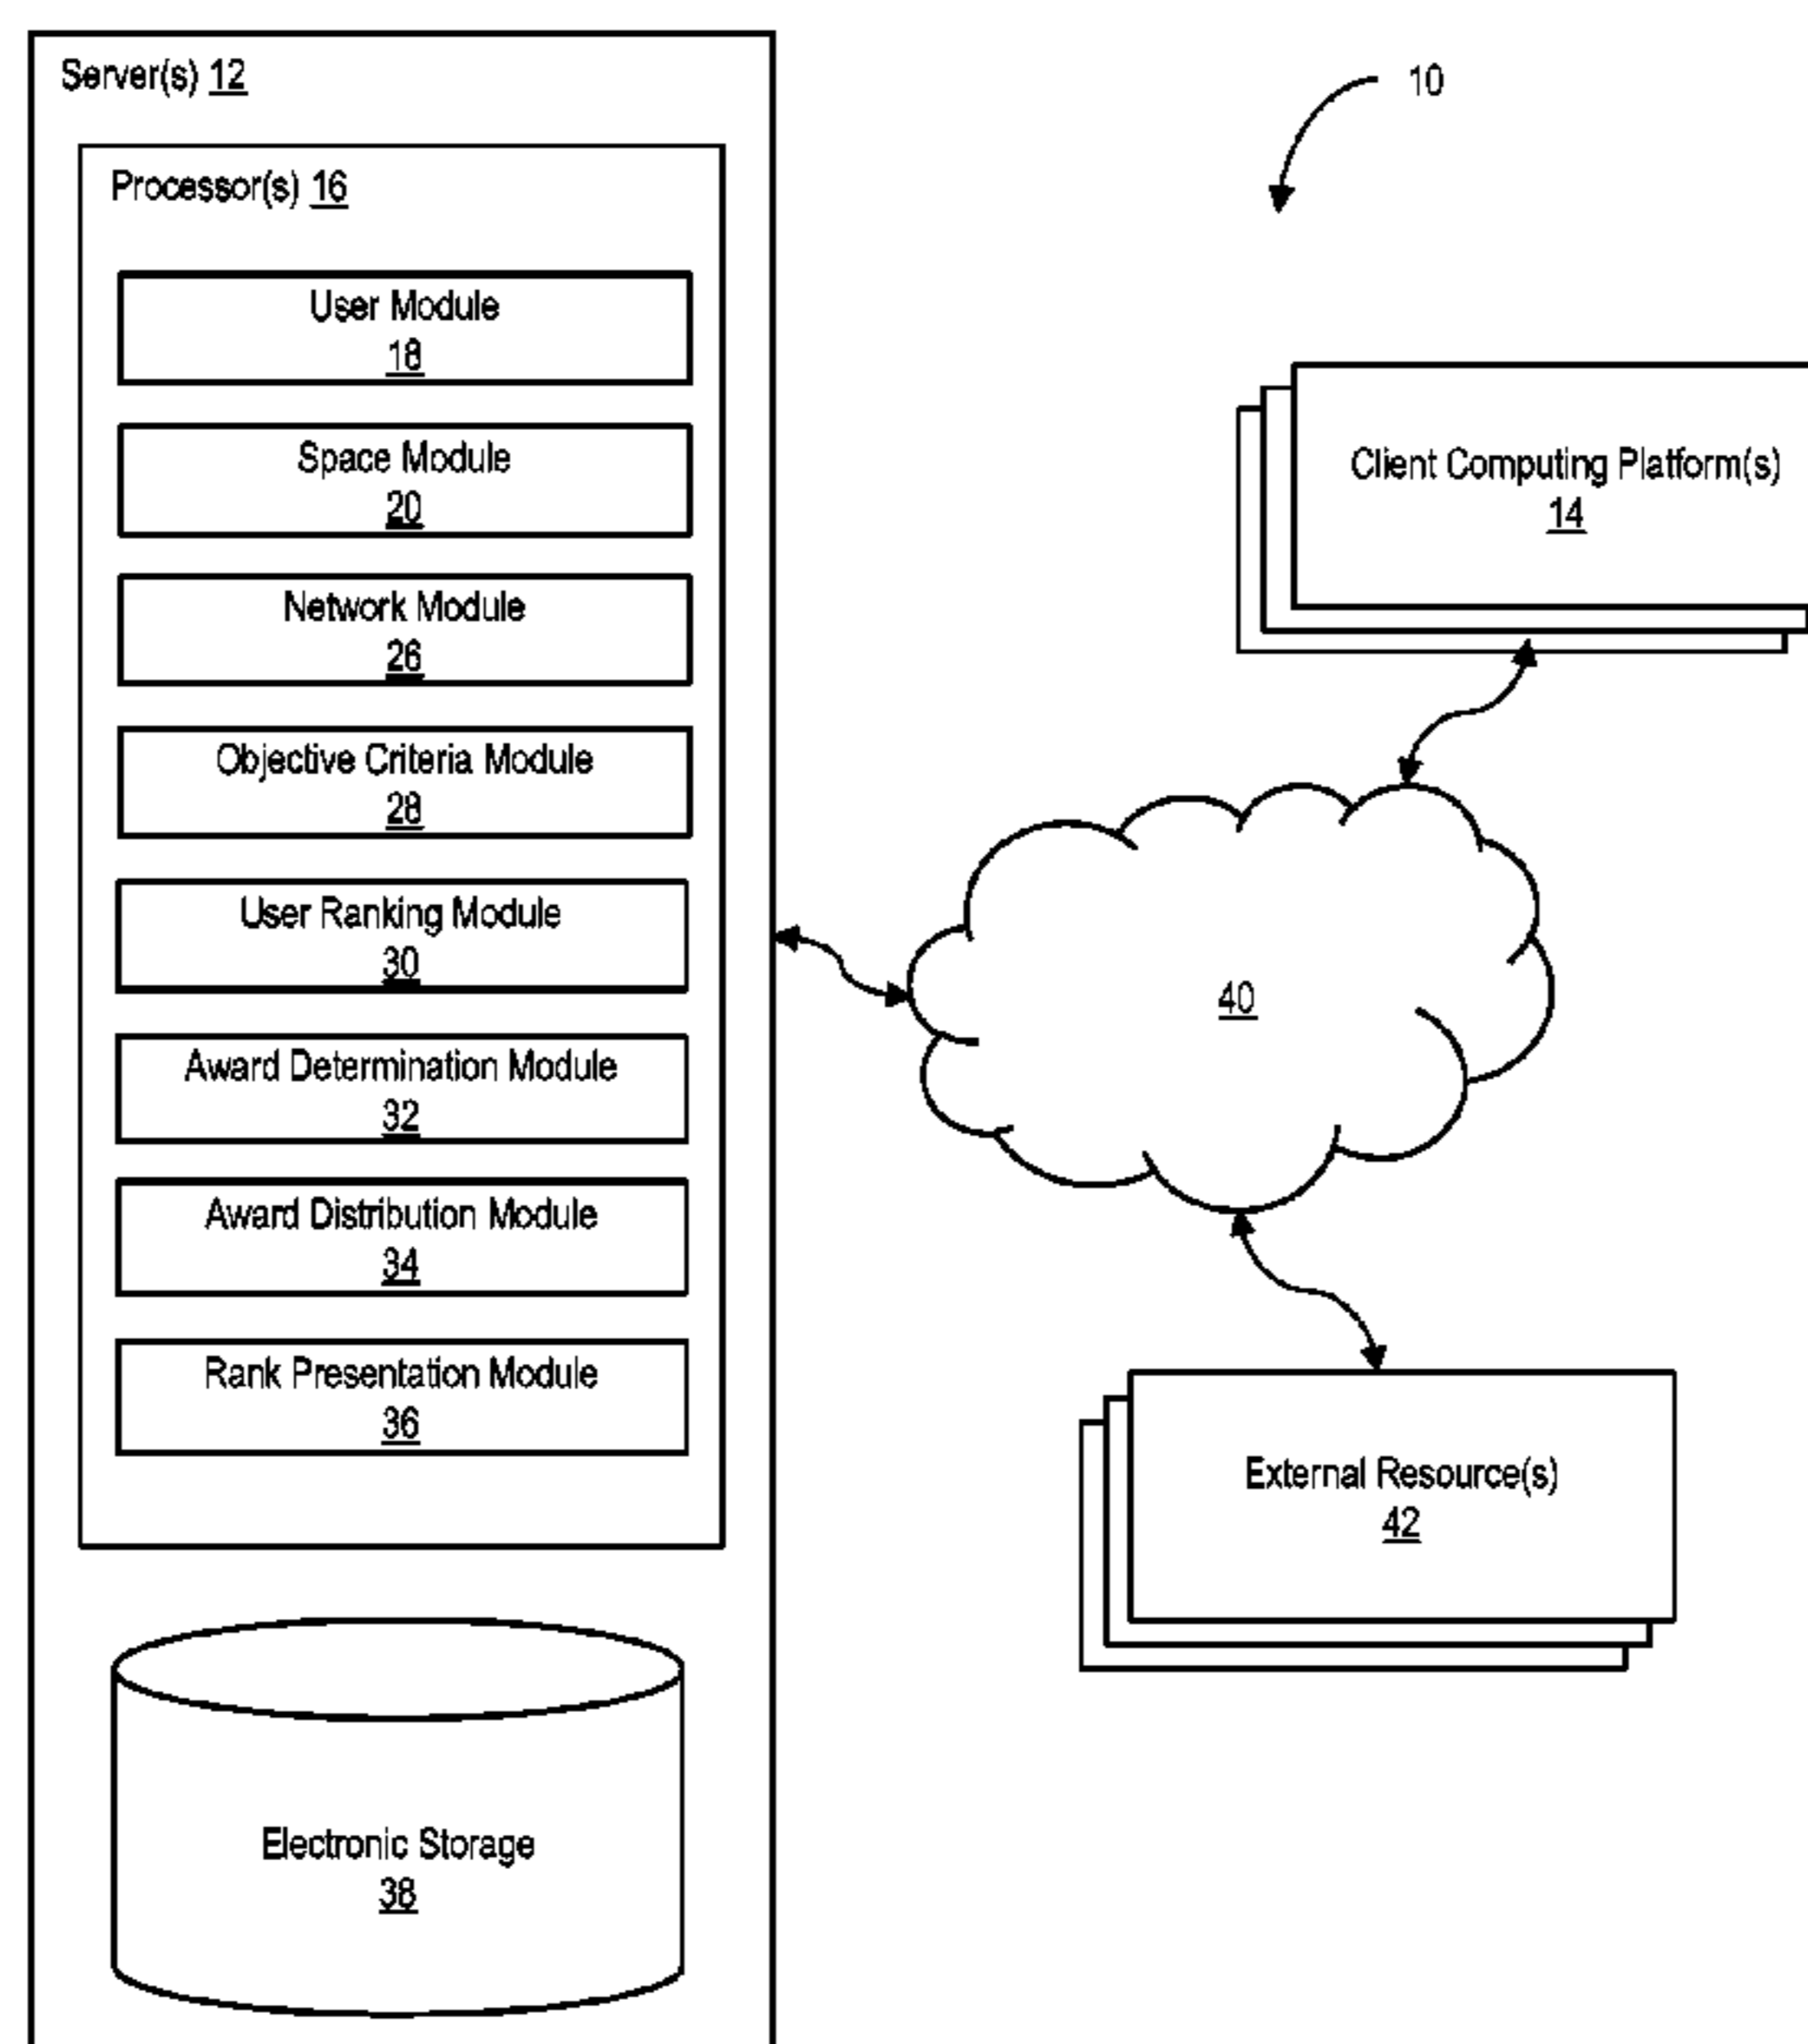 Server(s) 12
Processor(s) 16
User Module
18
Space Module
20
Network Module
26
Objective Criteria Module
28
User Ranking Module
30
Award Determination Module
32
Award Distribution Module
34
Rank Presentation Module
36
Electronic Storage
38
10
Client Computing Platform(s)
14
40
External Resource(s)
42